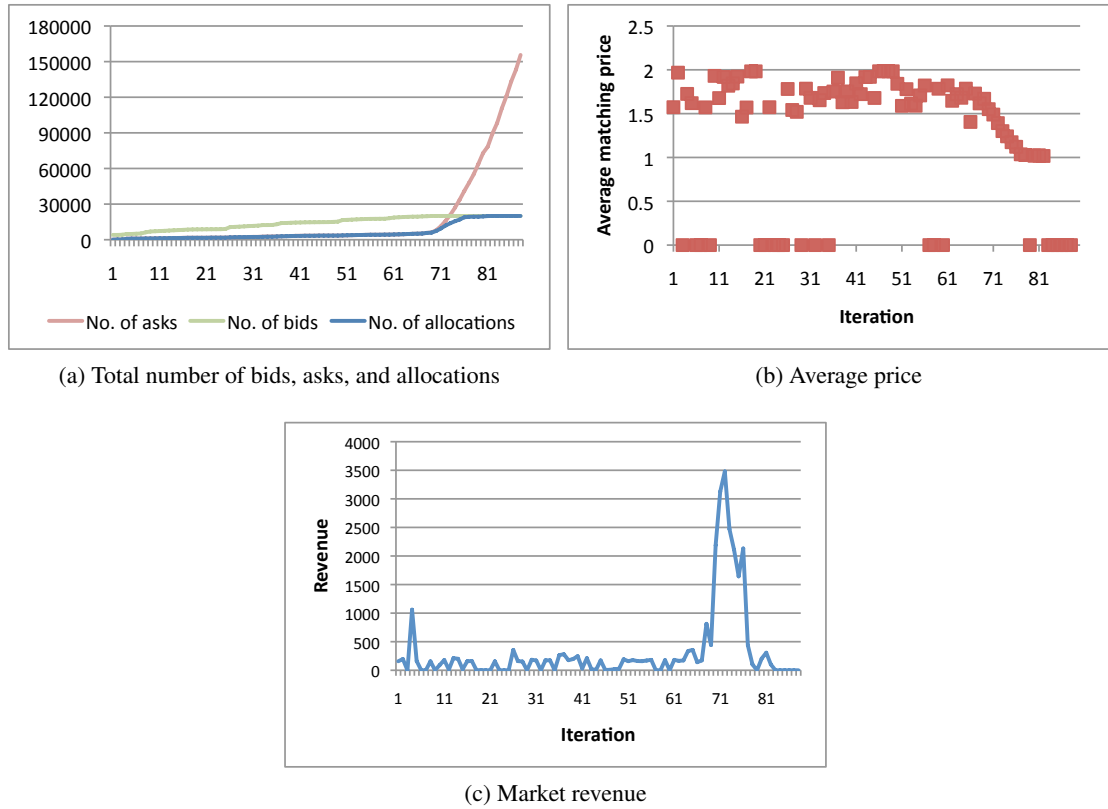 180000
150000
120000
90000
60000
30000
0
1 11 21 31 41 51 61 71 81
No. of asks No. of bids No. of allocations
(a) Total number of bids, asks, and allocations
2.5
2
1.5
1
0.5
0
Average matching price
1 11 21 31 41 51 61 71 81
Iteration
(b) Average price
4000
3500
3000
2500
2000
1500
1000
500
0
Revenue
1 11 21 31 41 51 61 71 81
Iteration
(c) Market revenue